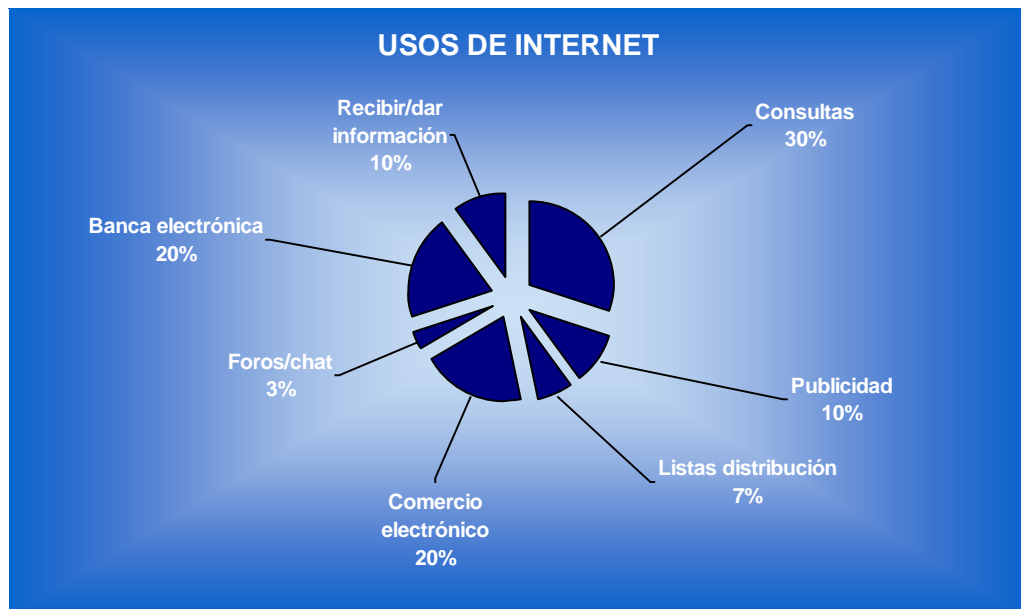 USOS DE INTERNET
Recibir/dar
información
10%
Consultas
30%
Banca electrónica
20%
Foros/chat
3%
Publicidad
10%
Listas distribución
7%
Comercio
electrónico
20%